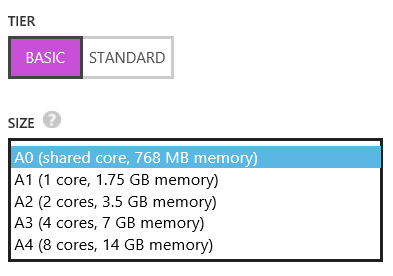 TIER
BASIC STANDARD
SIZE ?
A0 (shared core, 768 MB memory)
A1 (1 core, 1.75 GB memory)
A2 (2 cores, 3.5 GB memory)
A3 (4 cores, 7 GB memory)
A4 (8 cores, 14 GB memory)